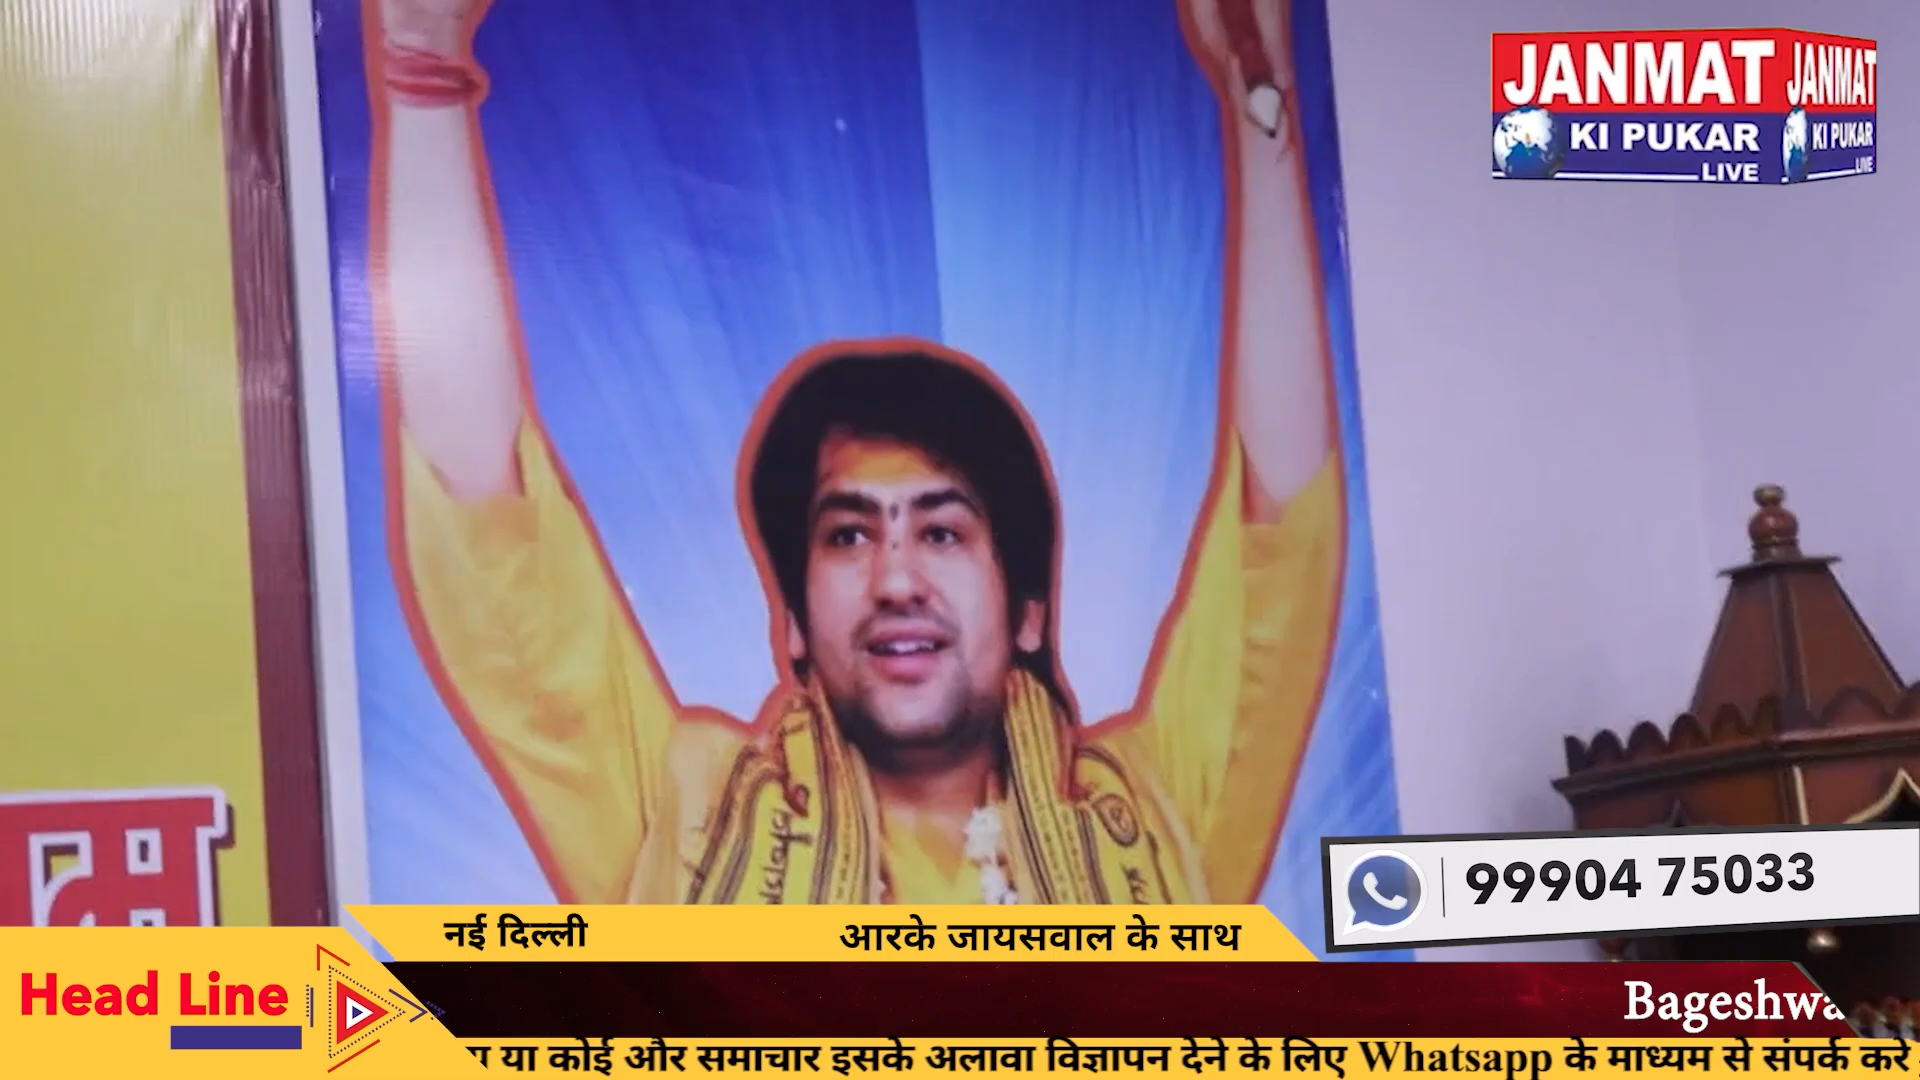 JANMAT JANMAT
KI PUKAR KI PUKAR
LIVE LIVE
99904 75033
नई दिल्ली
आरके जायसवाल के साथ
Head Line
Bageshwa
या कोई और समाचार इसके अलावा विज्ञापन देने के लिए Whatsapp के माध्यम से संपर्क करे